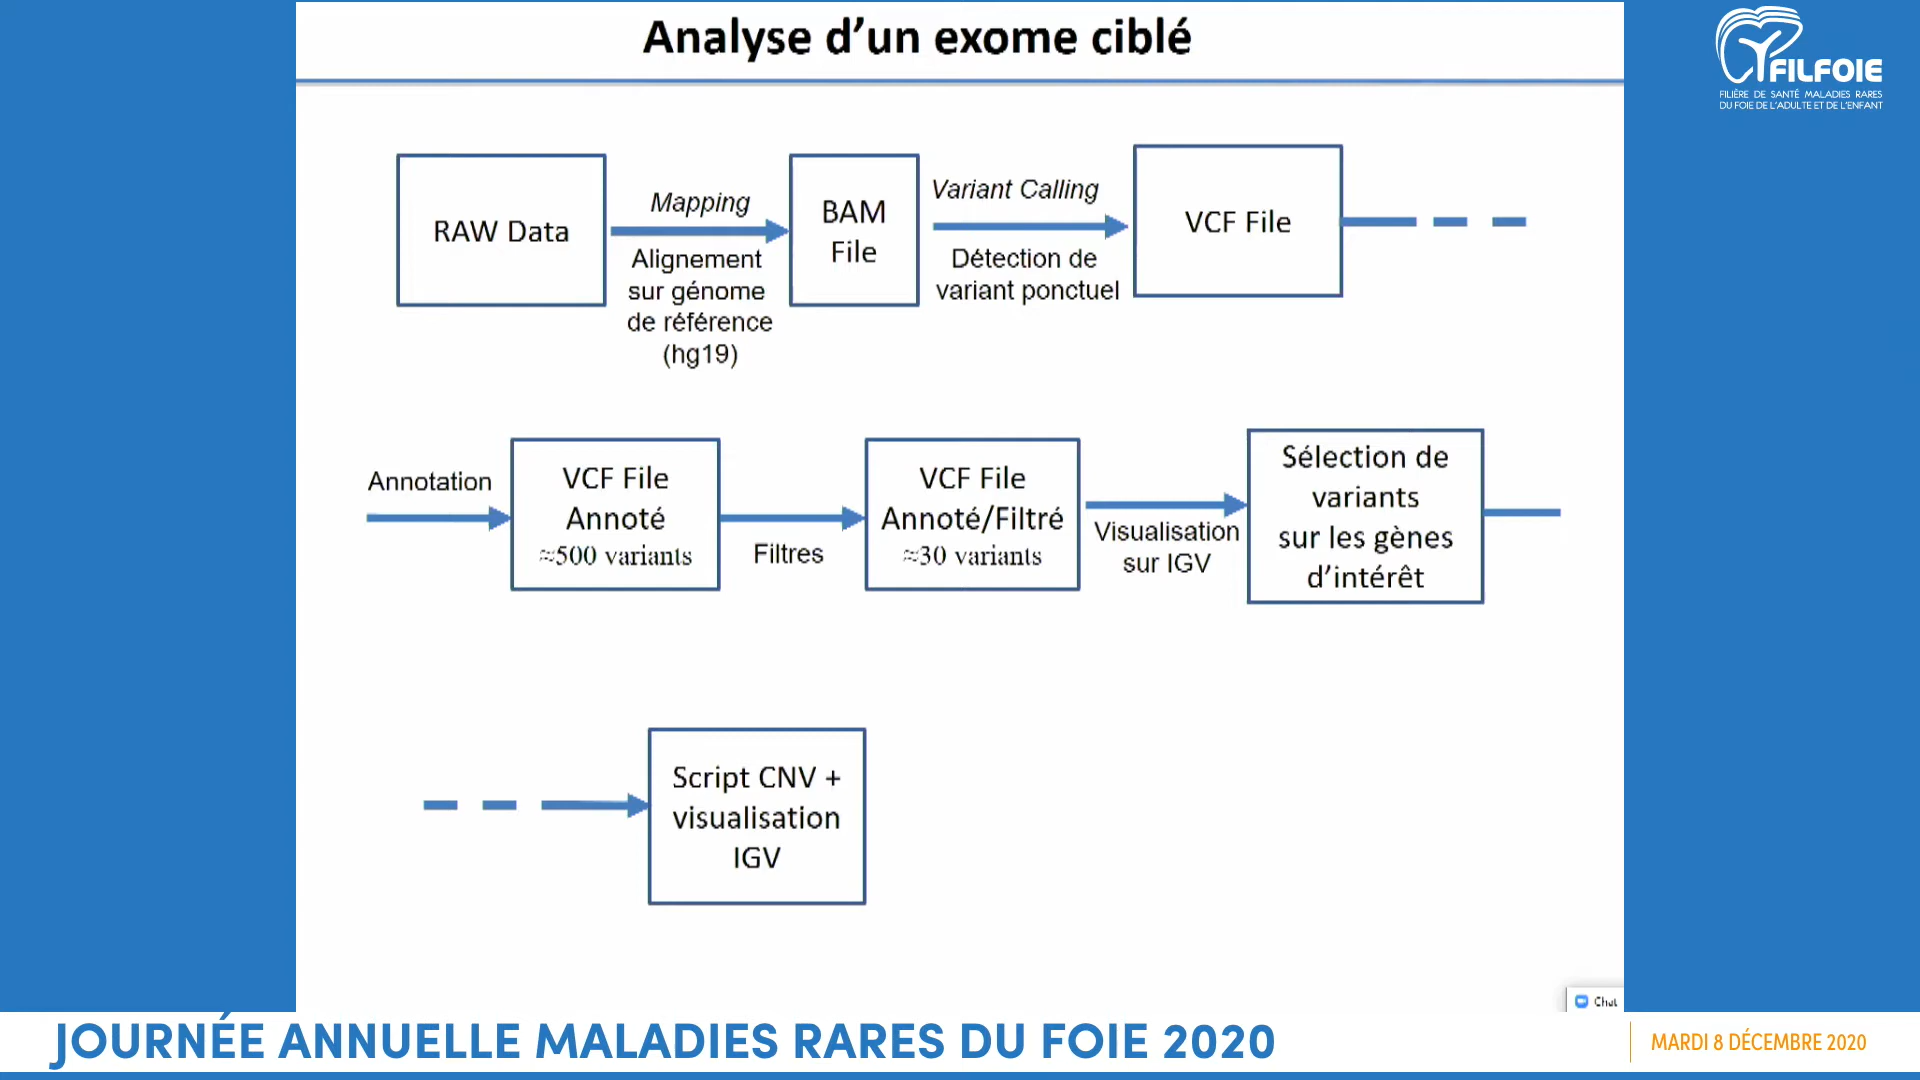 Analyse d’un exome ciblé
FILFOIE
FILIÈRE DE SANTÉ MALADIES RARES
DU FOIE DE L'ADULTE ET DE L'ENFANT
RAW Data
Mapping
Alignement
sur génome
de référence
(hg19)
BAM
File
Variant Calling
Détection de
variant ponctuel
VCF File
Annotation
VCF File
Annoté
≈500 variants
Filtres
VCF File
Annoté/Filtré
≈30 variants
Visualisation
sur IGV
Sélection de
variants
sur les gènes
d’intérêt
Script CNV +
visualisation
IGV
Chat
JOURNÉE ANNUELLE MALADIES RARES DU FOIE 2020
MARDI 8 DÉCEMBRE 2020